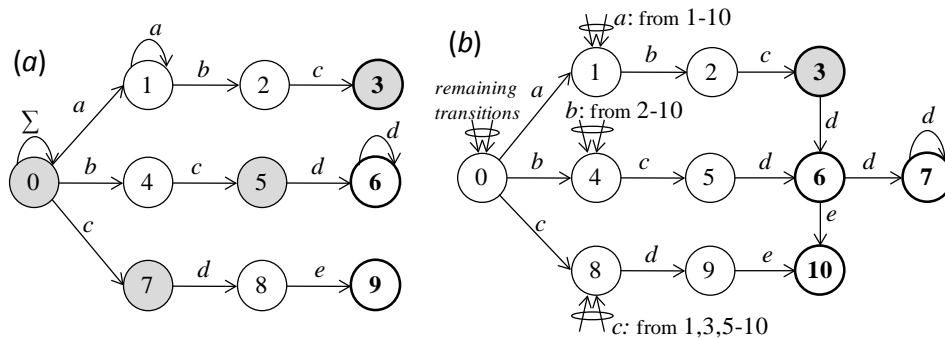 (a)
a
1
b
2
c
3
a
Σ
0
b
4
c
5
d
6
d
c
7
d
8
e
9
(b)
a: from 1-10
1
b
2
c
3
remaining
transitions
a
b: from 2-10
d
d
0
b
4
c
5
d
6
d
7
c
e
8
d
9
e
10
c: from 1,3,5-10